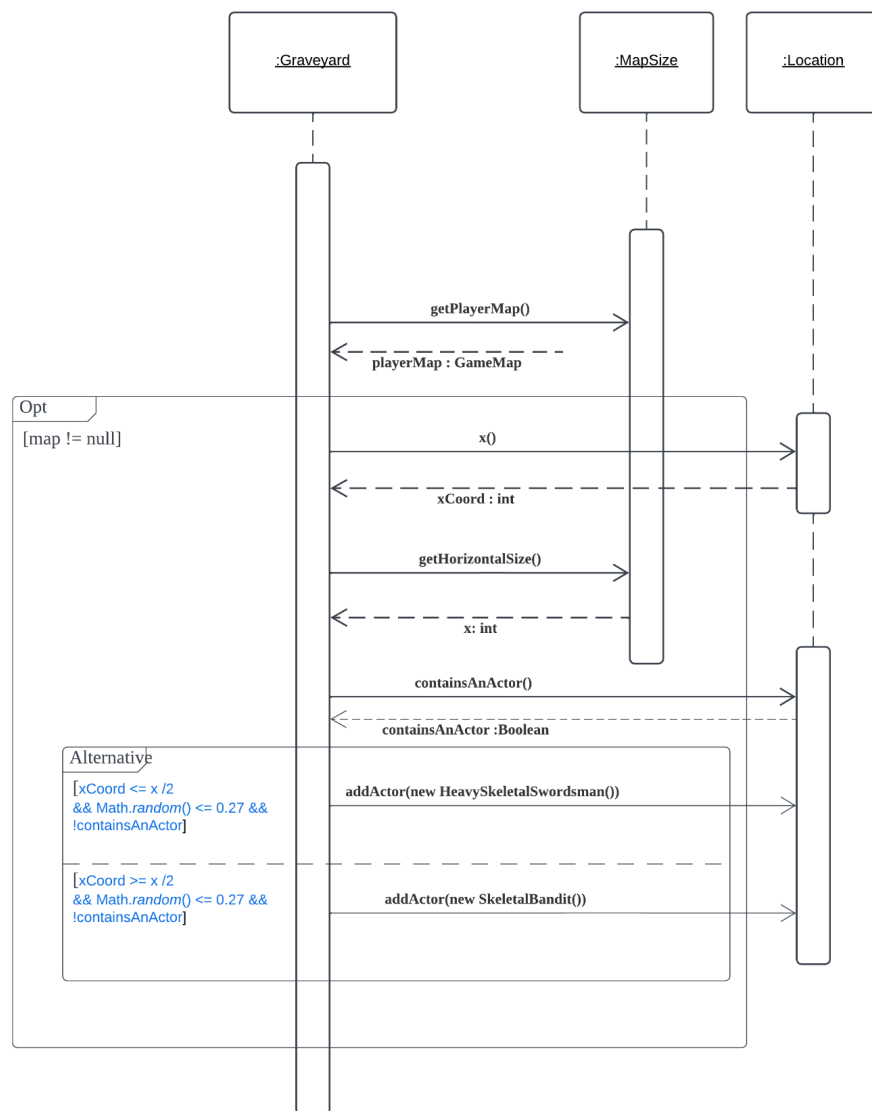 :Graveyard
:MapSize
:Location
getPlayerMap()
playerMap : GameMap
Opt
[map != null]
x()
xCoord : int
getHorizontalSize()
x: int
containsAnActor()
containsAnActor :Boolean
Alternative
[xCoord <= x /2
&& Math.random() <= 0.27 &&
!containsAnActor]
addActor(new HeavySkeletalSwordsman())
[xCoord >= x /2
&& Math.random() <= 0.27 &&
!containsAnActor]
addActor(new SkeletalBandit())